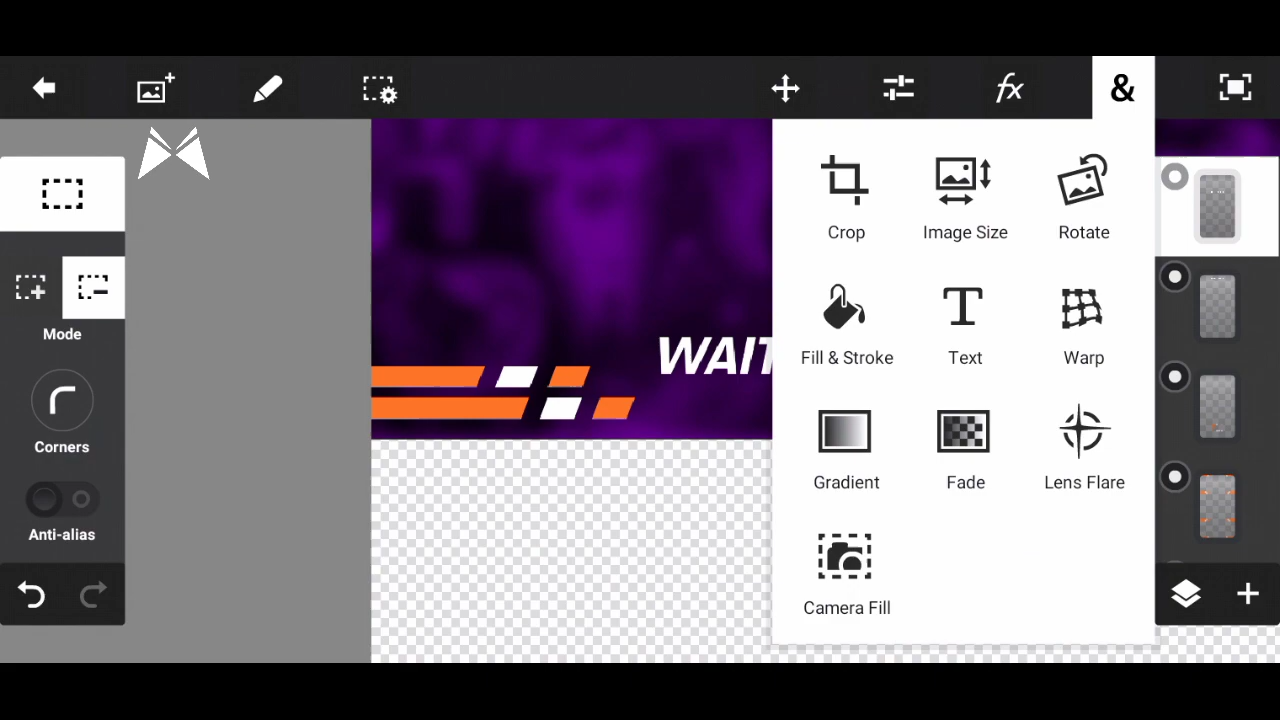 fx
&
Crop
Image Size
Rotate
Mode
Fill & Stroke
Text
Warp
WAIT
Corners
Gradient
Fade
Lens Flare
Anti-alias
Camera Fill